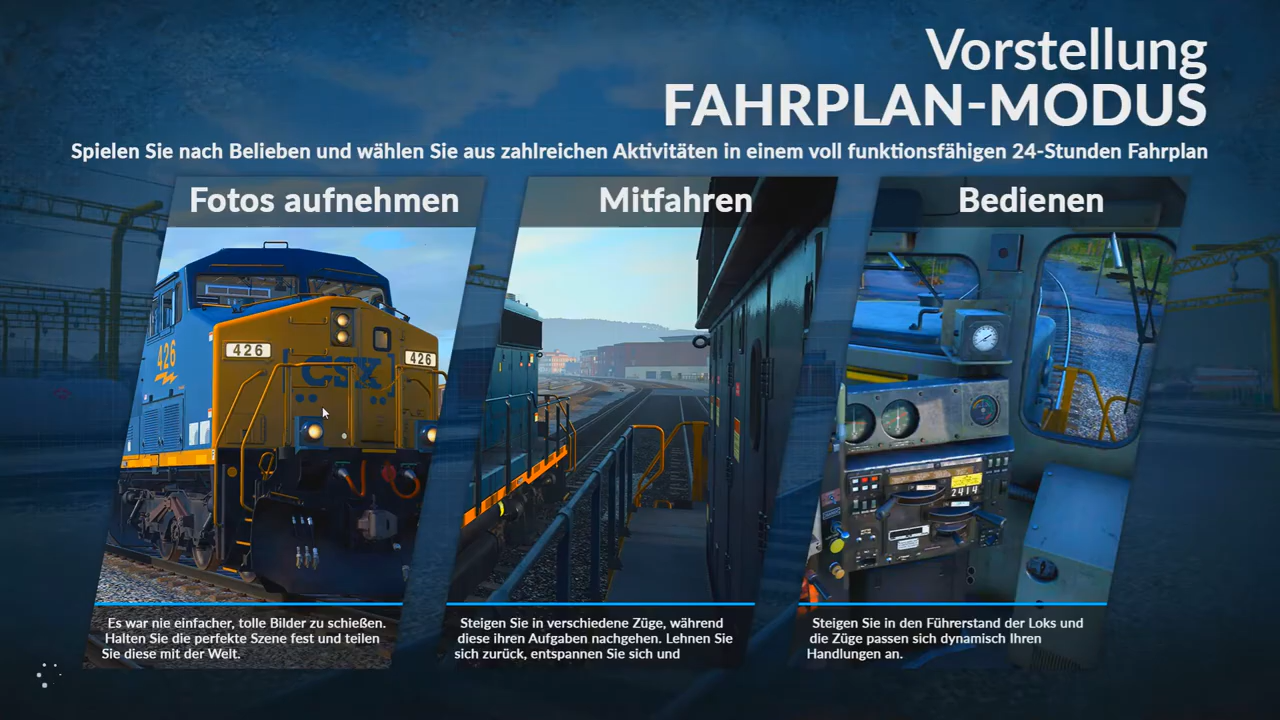 Vorstellung
FAHRPLAN-MODUS
Spielen Sie nach Belieben und wählen Sie aus zahlreichen Aktivitäten in einem voll funktionsfähigen 24-Stunden Fahrplan
Fotos aufnehmen
Mitfahren
Bedienen
426
426
426
CSX
2414
Es war nie einfacher, tolle Bilder zu schießen.
Halten Sie die perfekte Szene fest und teilen
Sie diese mit der Welt.
Steigen Sie in verschiedene Züge, während
diese ihren Aufgaben nachgehen. Lehnen Sie
sich zurück, entspannen Sie sich und
Steigen Sie in den Führerstand der Loks und
die Züge passen sich dynamisch Ihren
Handlungen an.